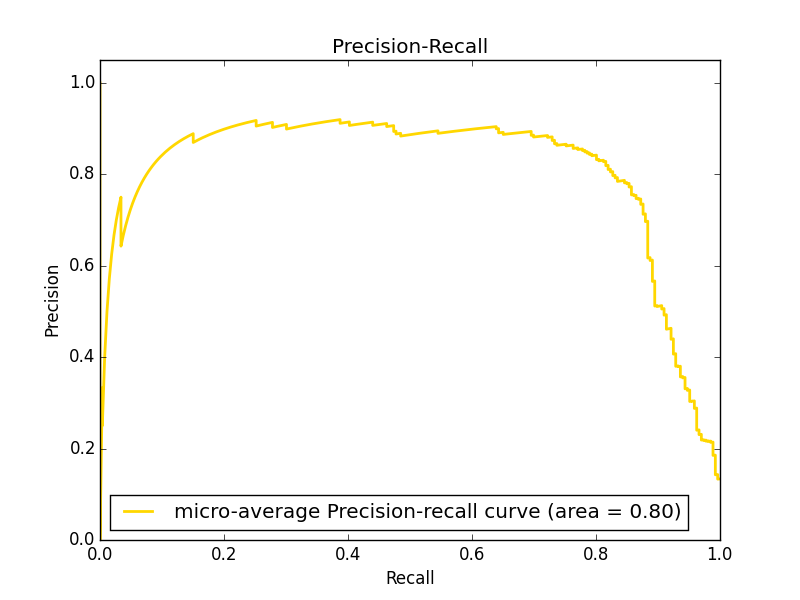 Precision-Recall
1.0
0.8
0.6
0.4
0.2
0.0
Precision
micro-average Precision-recall curve (area = 0.80)
0.0 0.2 0.4 0.6 0.8 1.0
Recall